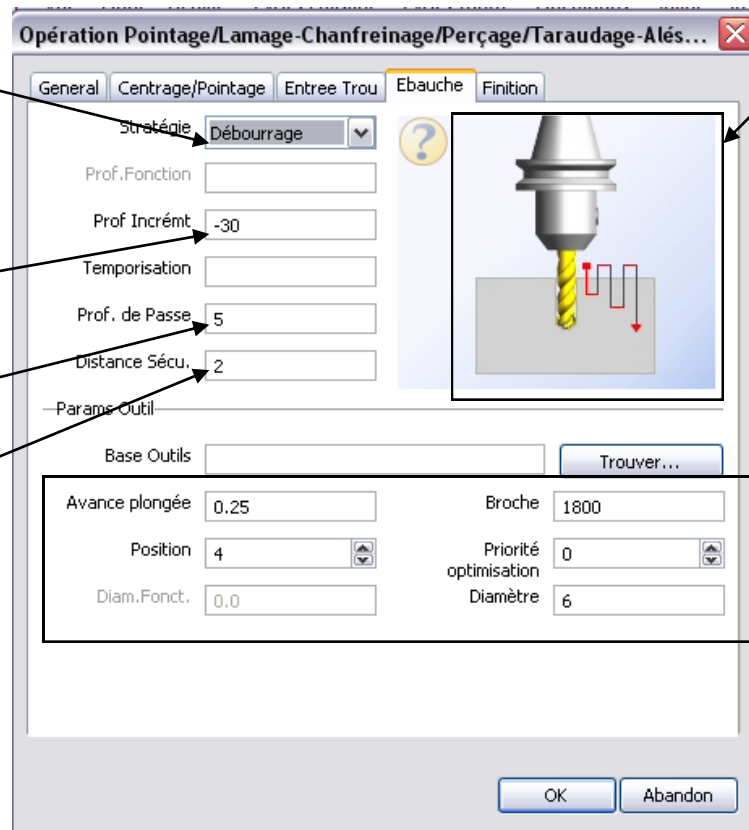 Opération Pointage/Lamage-Chanfreinage/Perçage/Taraudage-Alés...
General Centrage/Pointage Entree Trou Ebauche Finition
Stratégie Débourrage ?
Prof.Fonction
Prof Incrémt -30
Temporisation
Prof. de Passe 5
Distance Sécu. 2
Params Outil
Base Outils Trouver...
Avance plongée 0.25 Broche 1800
Position 4 Priorité optimisation 0
Diam.Fonct. 0.0 Diamètre 6
OK Abandon